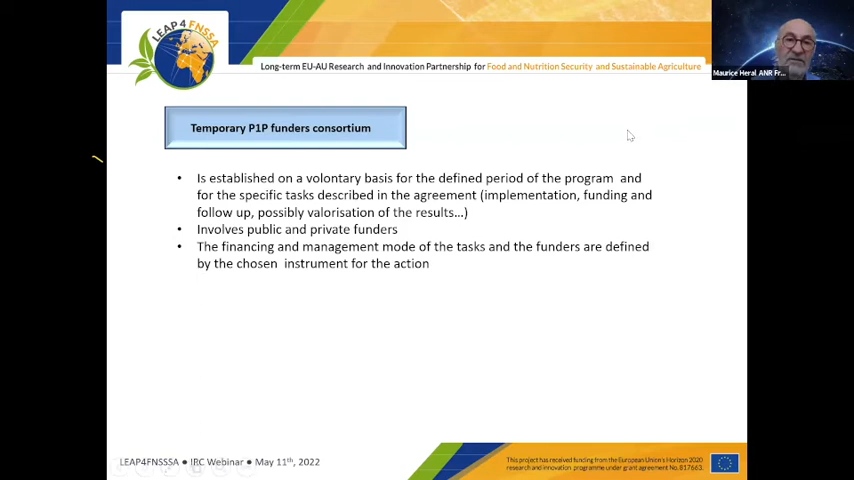 LEAP 4 FNSSA
Long-term EU-AU Research and Innovation Partnership for Food and Nutrition Security and Sustainable Agriculture
Maurice Heral ANR Fr...
Temporary P1P funders consortium
• Is established on a volontary basis for the defined period of the program and
for the specific tasks described in the agreement (implementation, funding and
follow up, possibly valorisation of the results...)
• Involves public and private funders
• The financing and management mode of the tasks and the funders are defined
by the chosen instrument for the action
LEAP4FNSSSA ● IRC Webinar ● May 11th, 2022
This project has received funding from the European Union's Horizon 2020
research and innovation programme under grant agreement No.817663.